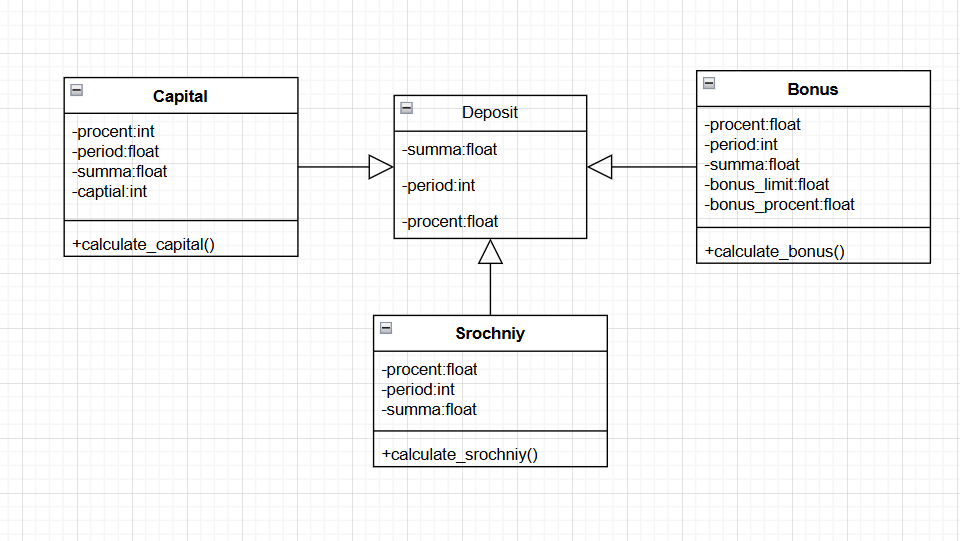 Capital
-procent:int
-period:float
-summa:float
-captial:int
+calculate_capital()
Deposit
-summa:float
-period:int
-procent:float
Bonus
-procent:float
-period:int
-summa:float
-bonus_limit:float
-bonus_procent:float
+calculate_bonus()
Srochniy
-procent:float
-period:int
-summa:float
+calculate_srochniy()